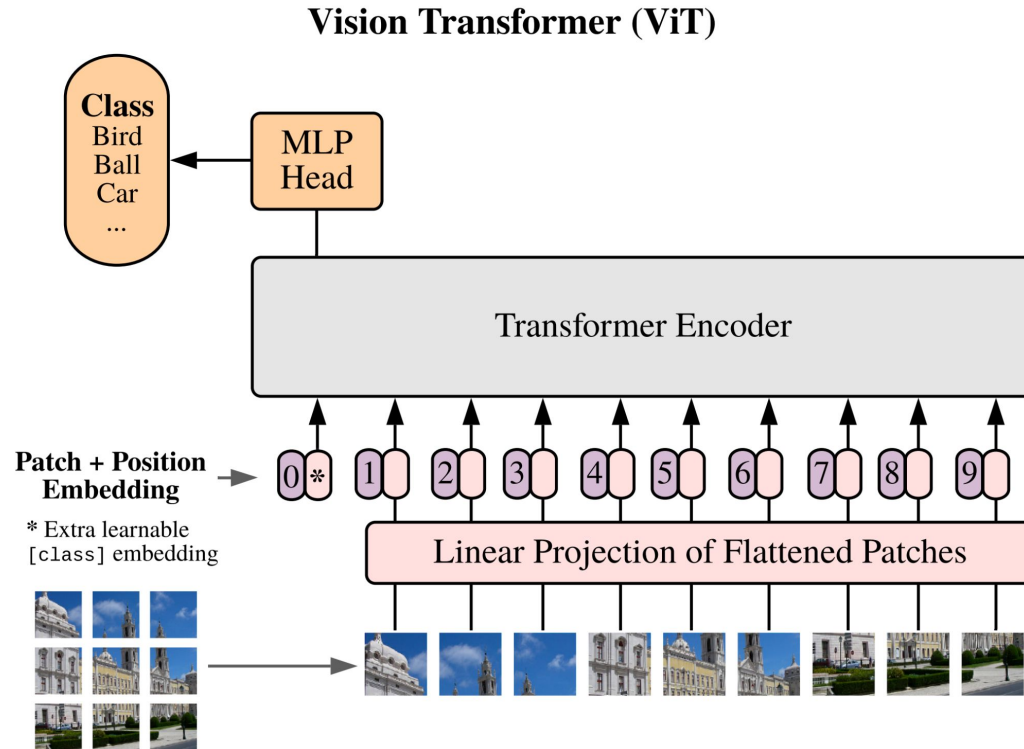 Vision Transformer (ViT)
Class
Bird
Ball
Car
...
MLP
Head
Transformer Encoder
Patch + Position
Embedding
0 * 1 2 3 4 5 6 7 8 9
* Extra learnable
[class] embedding
Linear Projection of Flattened Patches